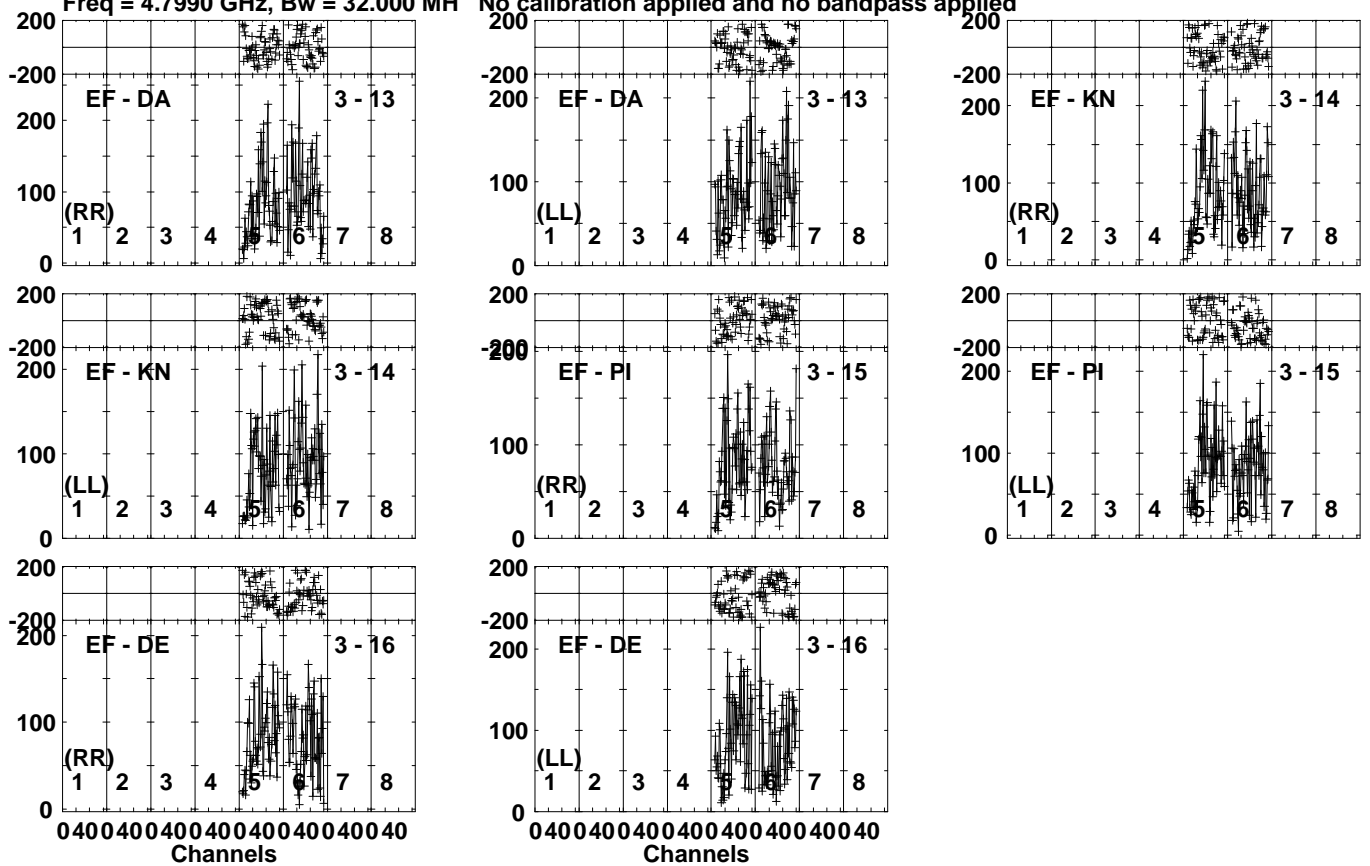 Freq = 4.7990 GHz, Bw = 32.000 MH No calibration applied and no bandpass applied
200
-200
EF - DA 3 - 13
200
100
(RR)
1 2 3 4 5 6 7 8
0
200
-200
EF - DA 3 - 13
200
100
(LL)
1 2 3 4 5 6 7 8
0
200
-200
EF - KN 3 - 14
200
100
(RR)
1 2 3 4 5 6 7 8
0
200
-200
EF - KN 3 - 14
200
100
(LL)
1 2 3 4 5 6 7 8
0
200
-200
200
EF - PI 3 - 15
100
(RR)
1 2 3 4 5 6 7 8
0
200
-200
EF - PI 3 - 15
200
100
(LL)
1 2 3 4 5 6 7 8
0
200
-200
200
EF - DE 3 - 16
100
(RR)
1 2 3 4 5 6 7 8
0
0 40 0 40 0 40 0 40 0 40 0 40 0 40 0 40
Channels
200
-200
EF - DE 3 - 16
200
100
(LL)
1 2 3 4 5 6 7 8
0
0 40 0 40 0 40 0 40 0 40 0 40 0 40 0 40
Channels